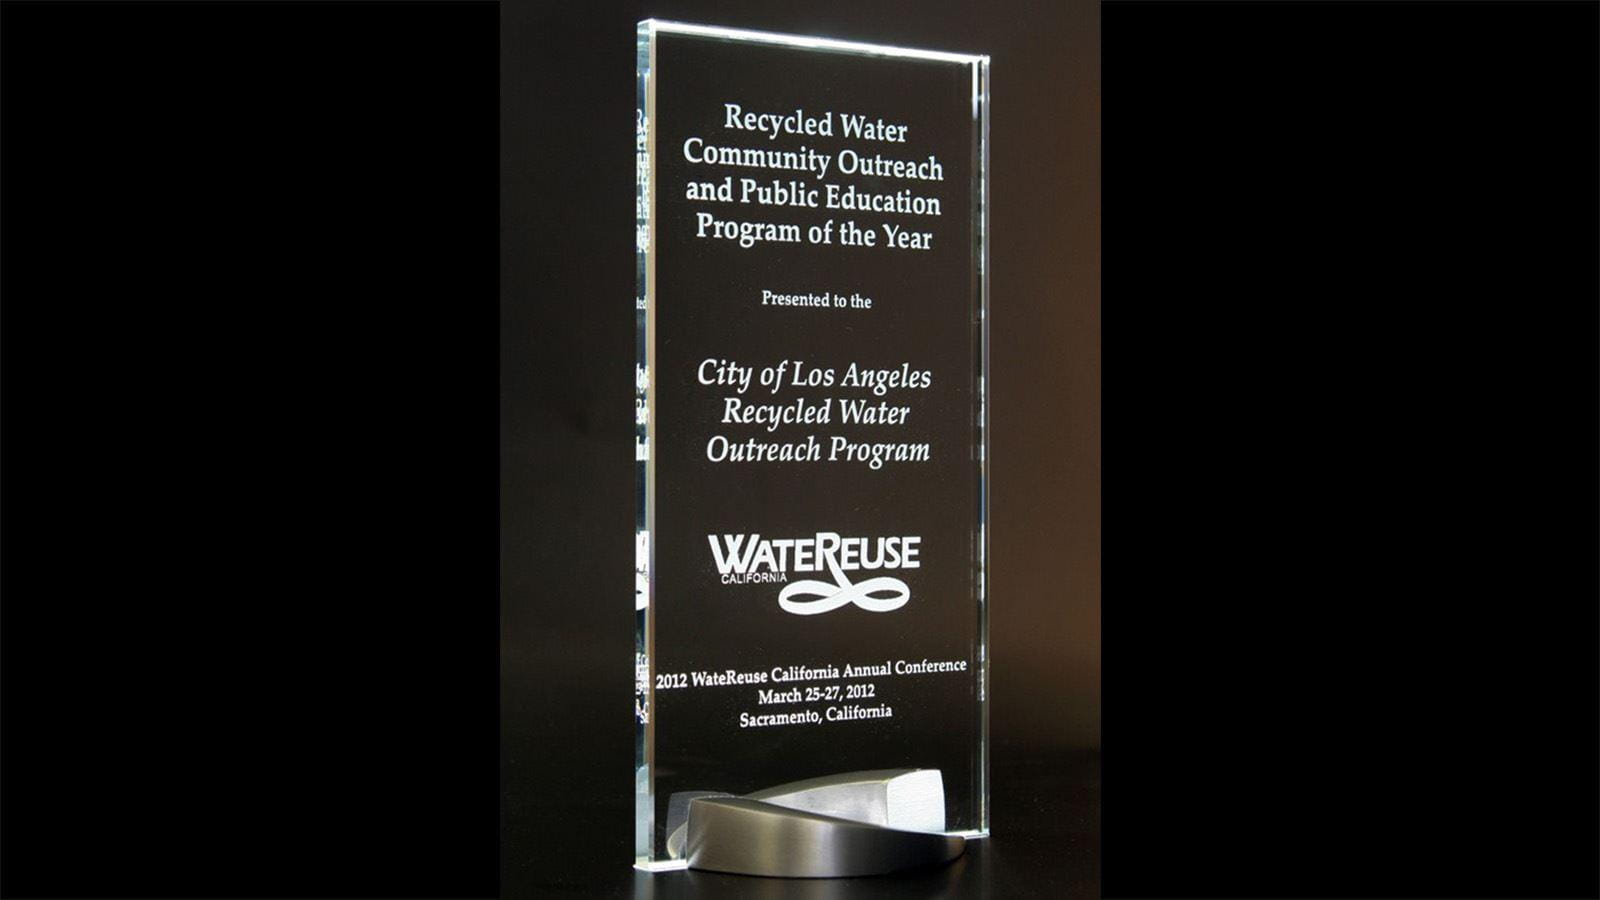 Recycled Water
Community Outreach
and Public Education
Program of the Year
Presented to the
City of Los Angeles
Recycled Water
Outreach Program
WATEREUSE
CALIFORNIA
2012 WateReuse California Annual Conference
March 25-27, 2012
Sacramento, California